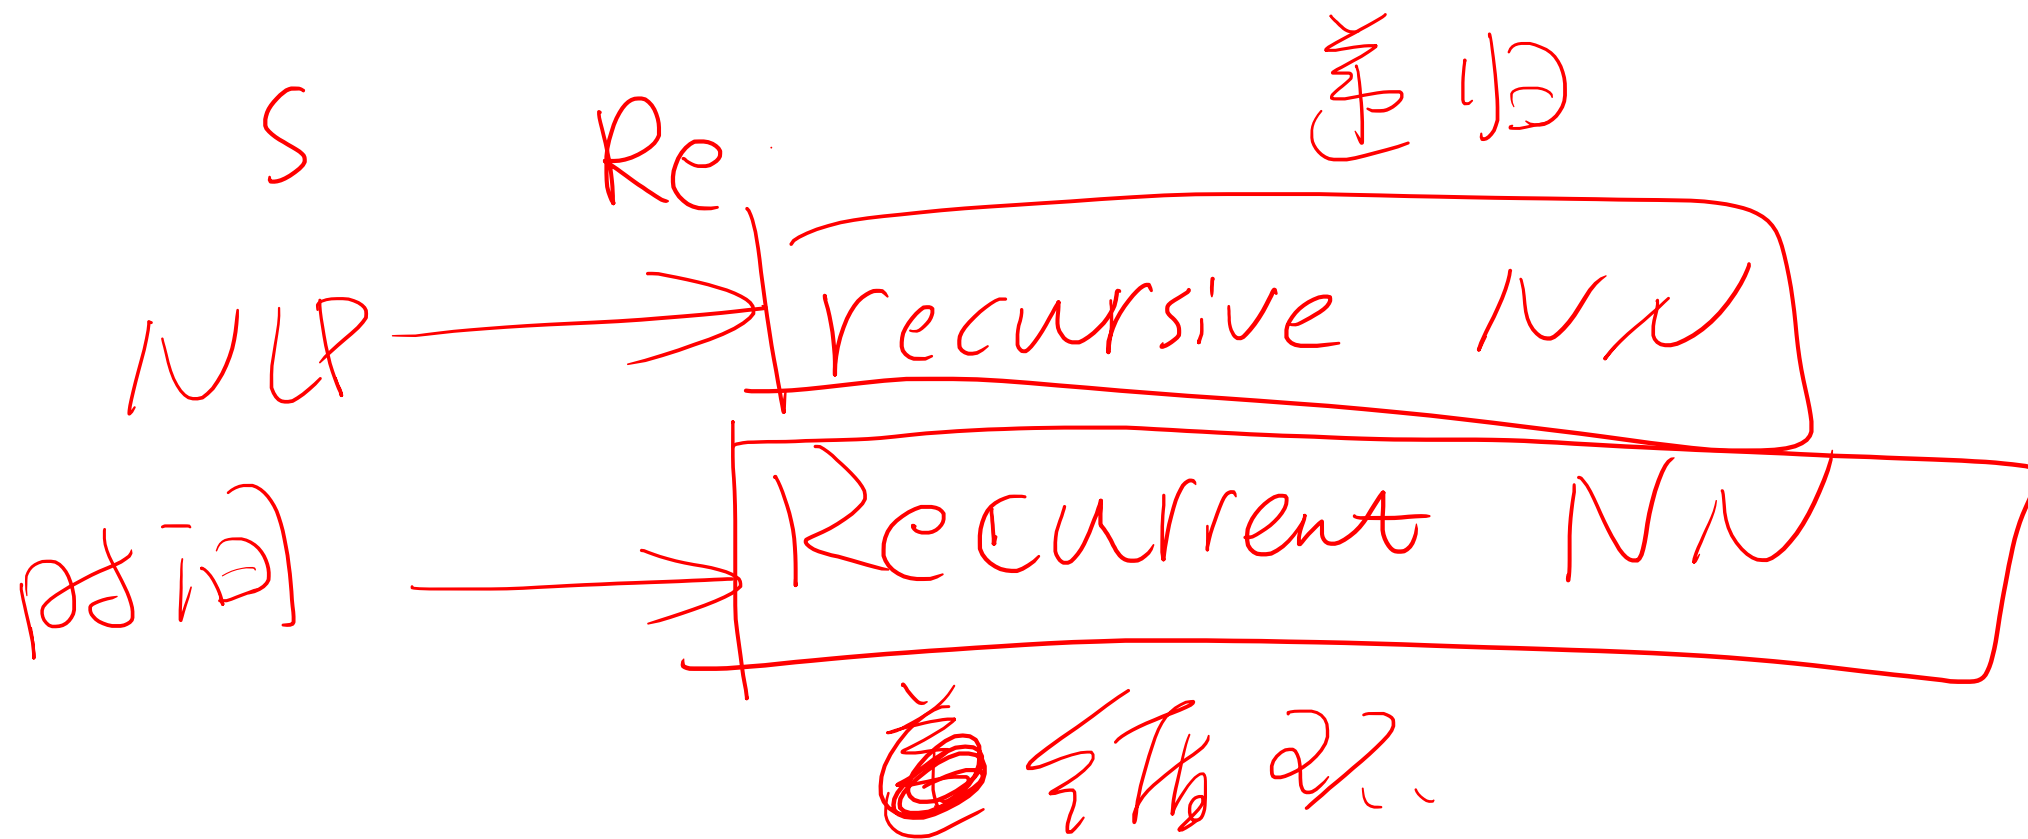 递归
S Re
NLP recursive NN
时间 Recurrent NN
循环